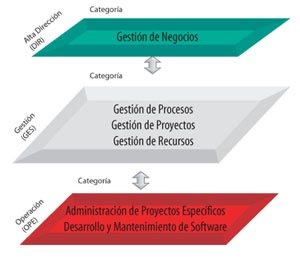 Categoría
Alta Dirección
(DIR)
Gestión de Negocios
Categoría
Gestión
(GES)
Gestión de Procesos
Gestión de Proyectos
Gestión de Recursos
Categoría
Operación
(OPE)
Administración de Proyectos Específicos
Desarrollo y Mantenimiento de Software